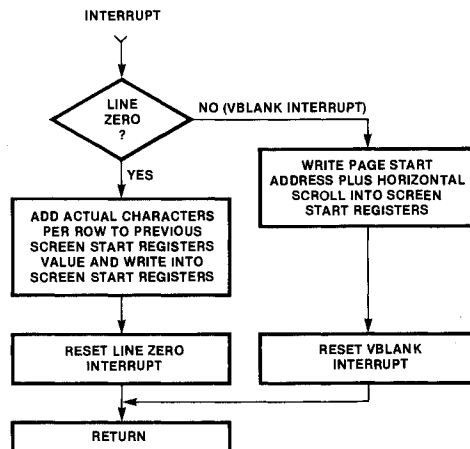 INTERRUPT
LINE
ZERO
?
NO (VBLANK INTERRUPT)
YES
ADD ACTUAL CHARACTERS
PER ROW TO PREVIOUS
SCREEN START REGISTERS
VALUE AND WRITE INTO
SCREEN START REGISTERS
WRITE PAGE START
ADDRESS PLUS HORIZONTAL
SCROLL INTO SCREEN
START REGISTERS
RESET LINE ZERO
INTERRUPT
RESET VBLANK
INTERRUPT
RETURN